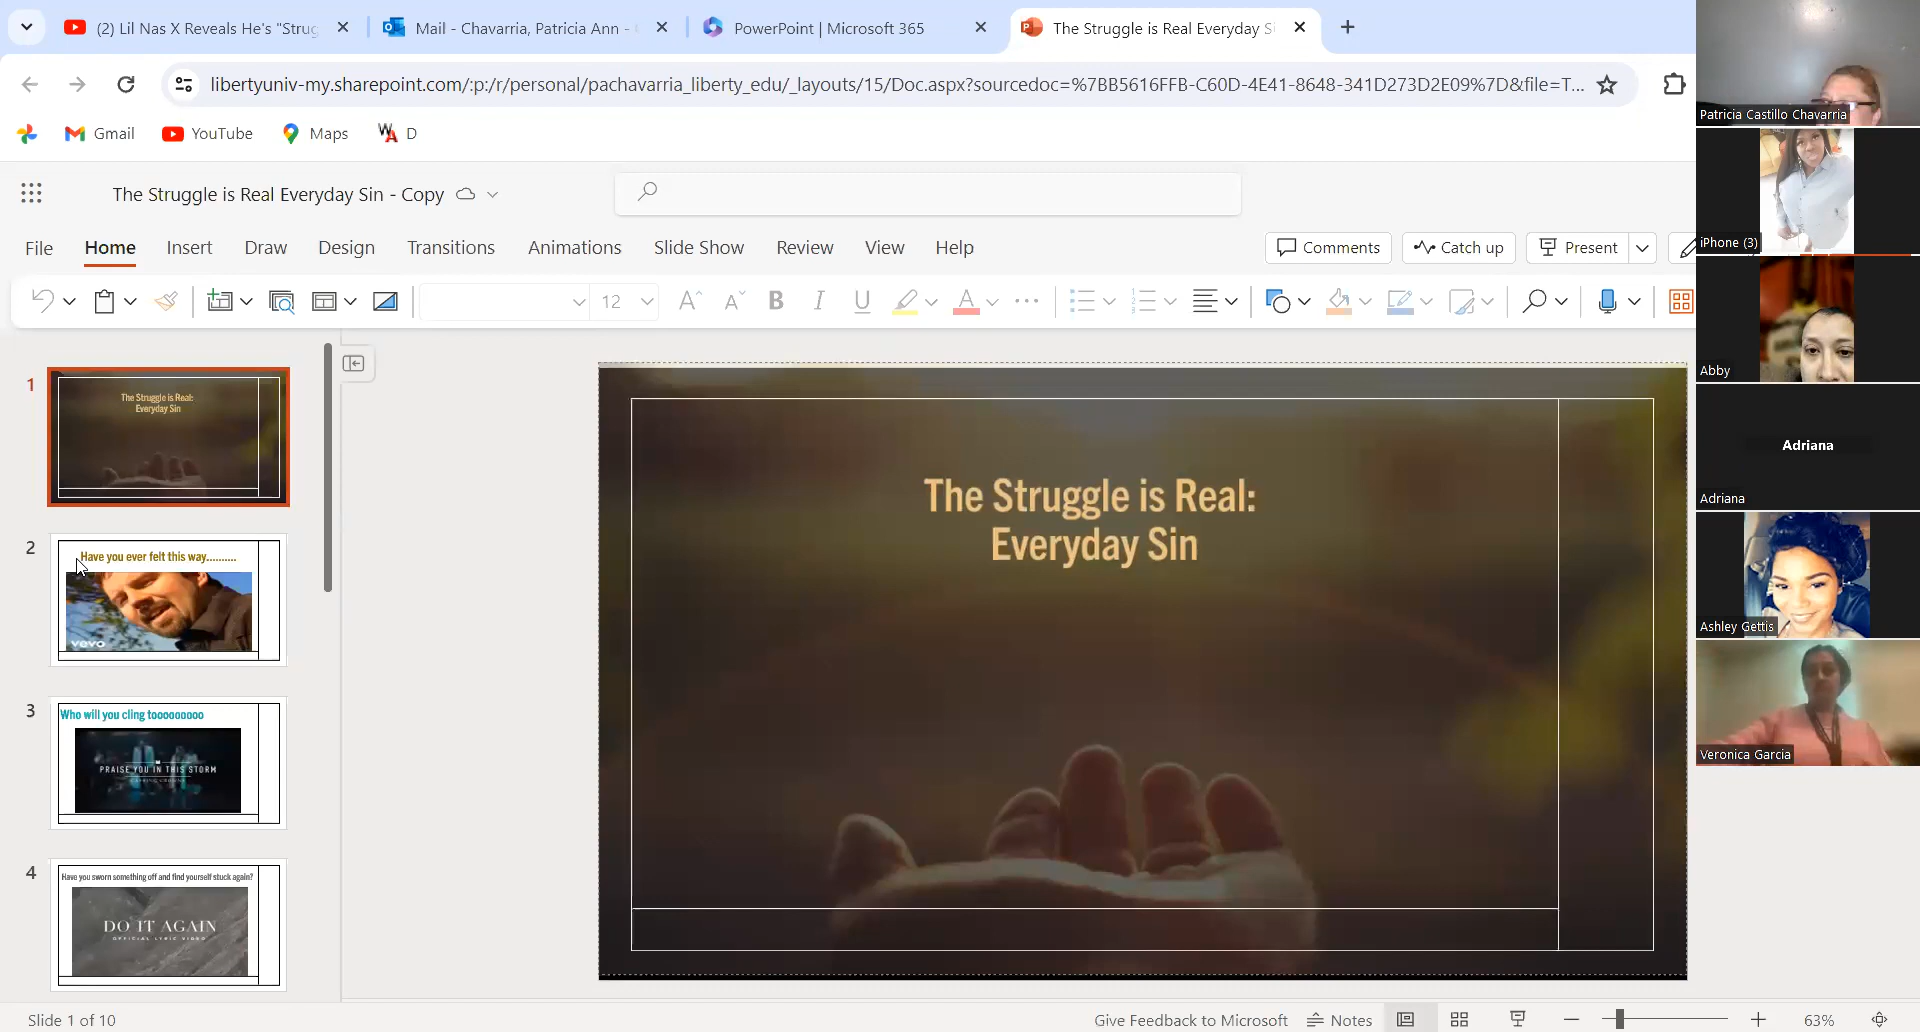 (2) Lil Nas X Reveals He's "Strug
Mail - Chavarria, Patricia Ann -
PowerPoint | Microsoft 365
The Struggle is Real Everyday S
libertyuniv-my.sharepoint.com/:p:/r/personal/pachavarria_liberty_edu/_layouts/15/Doc.aspx?sourcedoc=%7BB5616FFB-C60D-4E41-8648-341D273D2E09%7D&file=T...
Gmail
YouTube
Maps
D
The Struggle is Real Everyday Sin - Copy
File
Home
Insert
Draw
Design
Transitions
Animations
Slide Show
Review
View
Help
Comments
Catch up
Present
12
1
The Struggle is Real:
Everyday Sin
2
Have you ever felt this way..........
vevo
3
Who will you cling tooooooooo
PRAISE YOU IN THIS STORM
4
Have you sworn something off and find yourself stuck again?
DO IT AGAIN
OFFICIAL LYRIC VIDEO
The Struggle is Real:
Everyday Sin
Patricia Castillo Chavarria
iPhone (3)
Abby
Adriana
Adriana
Ashley Gettis
Veronica Garcia
Slide 1 of 10
Give Feedback to Microsoft
Notes
63%